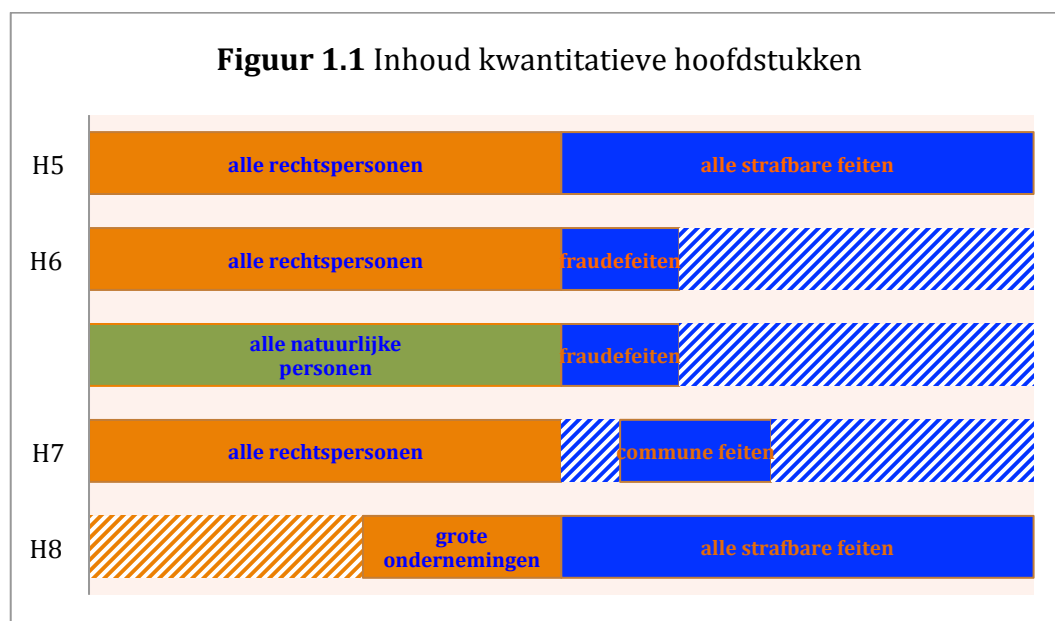 Figuur 1.1 Inhoud kwantitatieve hoofdstukken
H5
alle rechtspersonen
alle strafbare feiten
H6
alle rechtspersonen
fraudefeiten
alle natuurlijke
personen
fraudefeiten
H7
alle rechtspersonen
commune feiten
H8
grote
ondernemingen
alle strafbare feiten